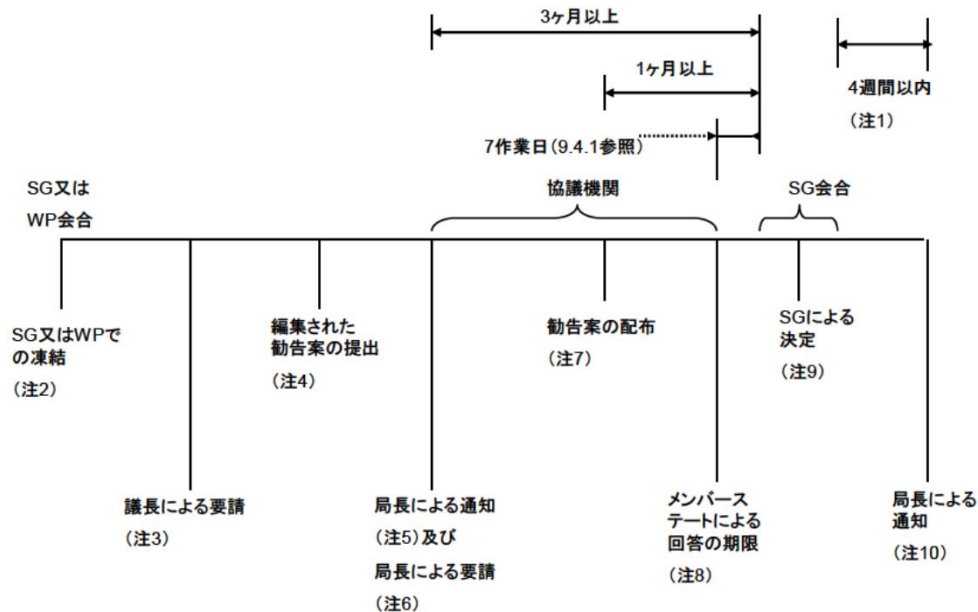 3ヶ月以上
1ヶ月以上
4週間以内
（注1）
7作業日（9.4.1参照）
SG又は
WP会合
協議機関
SG会合
SG又はWPで
の凍結
（注2）
編集された
勧告案の提出
（注4）
勧告案の配布
（注7）
SGによる
決定
（注9）
議長による要請
（注3）
局長による通知
（注5）及び
局長による要請
（注6）
メンバース
テートによる
回答の期限
（注8）
局長による
通知
（注10）